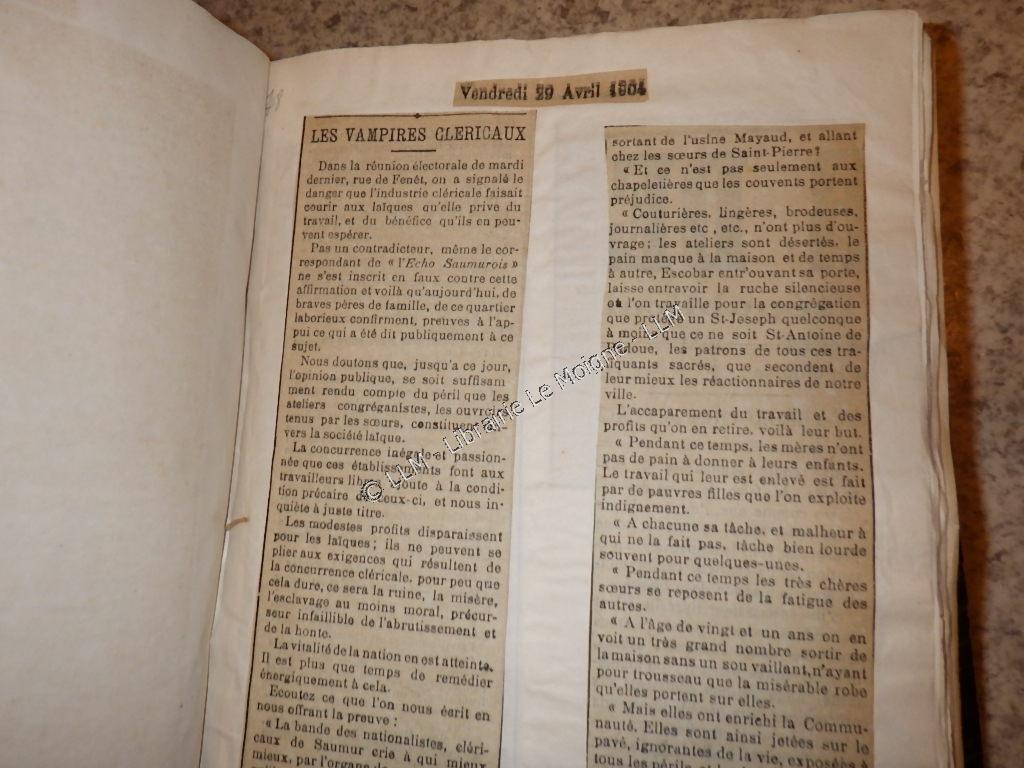 Vendredi 29 Avril 1904
LES VAMPIRES CLERICAUX
Dans la réunion électorale de mardi
dernier, rue de Fenêt, on a signalé le
danger que l'industrie cléricale faisait
courir aux laïques qu'elle prive du
travail, et du bénéfice qu'ils en peu-
vent espérer.
Pas un contradicteur, même le cor-
respondant de « l'Echo Saumurois »
ne s'est inscrit en faux contre cette
affirmation et voilà qu'aujourd'hui, de
braves pères de famille, de ce quartier
laborieux confirment, preuves à l'ap-
pui ce qui a été dit publiquement à ce
sujet.
Nous doutons que, jusqu'a ce jour,
l'opinion publique, se soit suffisam
ment rendu compte du péril que les
ateliers congréganistes, les ouvroirs
tenus par les sœurs, constituent
vers la société laïque.
La concurrence inégale et passion-
née que ces établissements font aux
travailleurs libres ajoute à la condi-
tion précaire de ceux-ci, et nous in-
quiète à juste titre.
Les modestes profits disparaissent
pour les laïques ; ils ne peuvent se
plier aux exigences qui résultent de
la concurrence cléricale, pour peu que
cela dure, ce sera la ruine, la misère,
l'esclavage au moins moral, précur-
seur infaillible de l'abrutissement et
de la honte.
La vitalité de la nation en est atteinte.
Il est plus que temps de remédier
énergiquement à cela.
Ecoutez ce que l'on nous écrit en
nous offrant la preuve :
« La bande des nationalistes, cléri-
caux de Saumur crie à qui mieux
mieux, par l'organe
sortant de l'usine Mayaud, et allant
chez les sœurs de Saint-Pierre ?
« Et ce n'est pas seulement aux
chapeletières que les couvents portent
préjudice.
« Couturières, lingères, brodeuses,
journalières etc , etc., n'ont plus d'ou-
vrage ; les ateliers sont désertés, le
pain manque à la maison et de temps
à autre, Escobar entr'ouvant sa porte,
laisse entrevoir la ruche silencieuse
où l'on travaille pour la congrégation
que protège un St-Joseph quelconque
à moins que ce ne soit St-Antoine de
Padoue, les patrons de tous ces tra-
fiquants sacrés, que secondent de
leur mieux les réactionnaires de notre
ville.
L'accaparement du travail et des
profits qu'on en retire, voilà leur but.
« Pendant ce temps, les mères n'ont
pas de pain à donner à leurs enfants.
Le travail qui leur est enlevé est fait
par de pauvres filles que l'on exploite
indignement.
« A chacune sa tâche, et malheur à
qui ne la fait pas, tâche bien lourde
souvent pour quelques-unes.
« Pendant ce temps les très chères
sœurs se reposent de la fatigue des
autres.
« A l'âge de vingt et un ans on en
voit un très grand nombre sortir de
la maison sans un sou vaillant, n'ayant
pour trousseau que la misérable robe
qu'elles portent sur elles.
« Mais elles ont enrichi la Commu-
nauté. Elles sont ainsi jetées sur le
pavé, ignorantes de la vie, exposées à
tous les périls
© LLM - Librairie Le Moigne - LLM